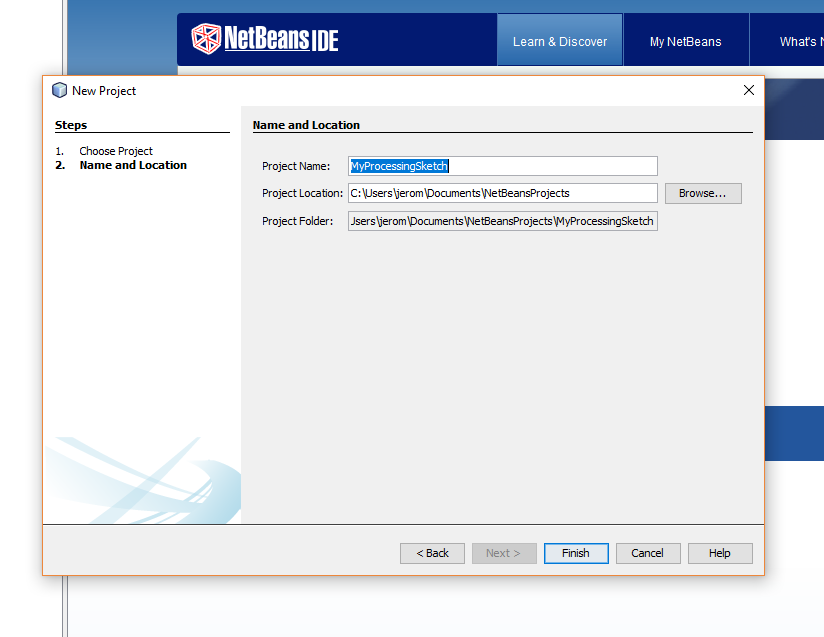 NetBeans IDE
Learn & Discover
My NetBeans
What's N
New Project
Steps
1. Choose Project
2. Name and Location
Name and Location
Project Name: MyProcessingSketch
Project Location: C:\Users\jerom\Documents\NetBeansProjects Browse...
Project Folder: Jsers\jerom\Documents\NetBeansProjects\MyProcessingSketch
< Back
Next >
Finish
Cancel
Help